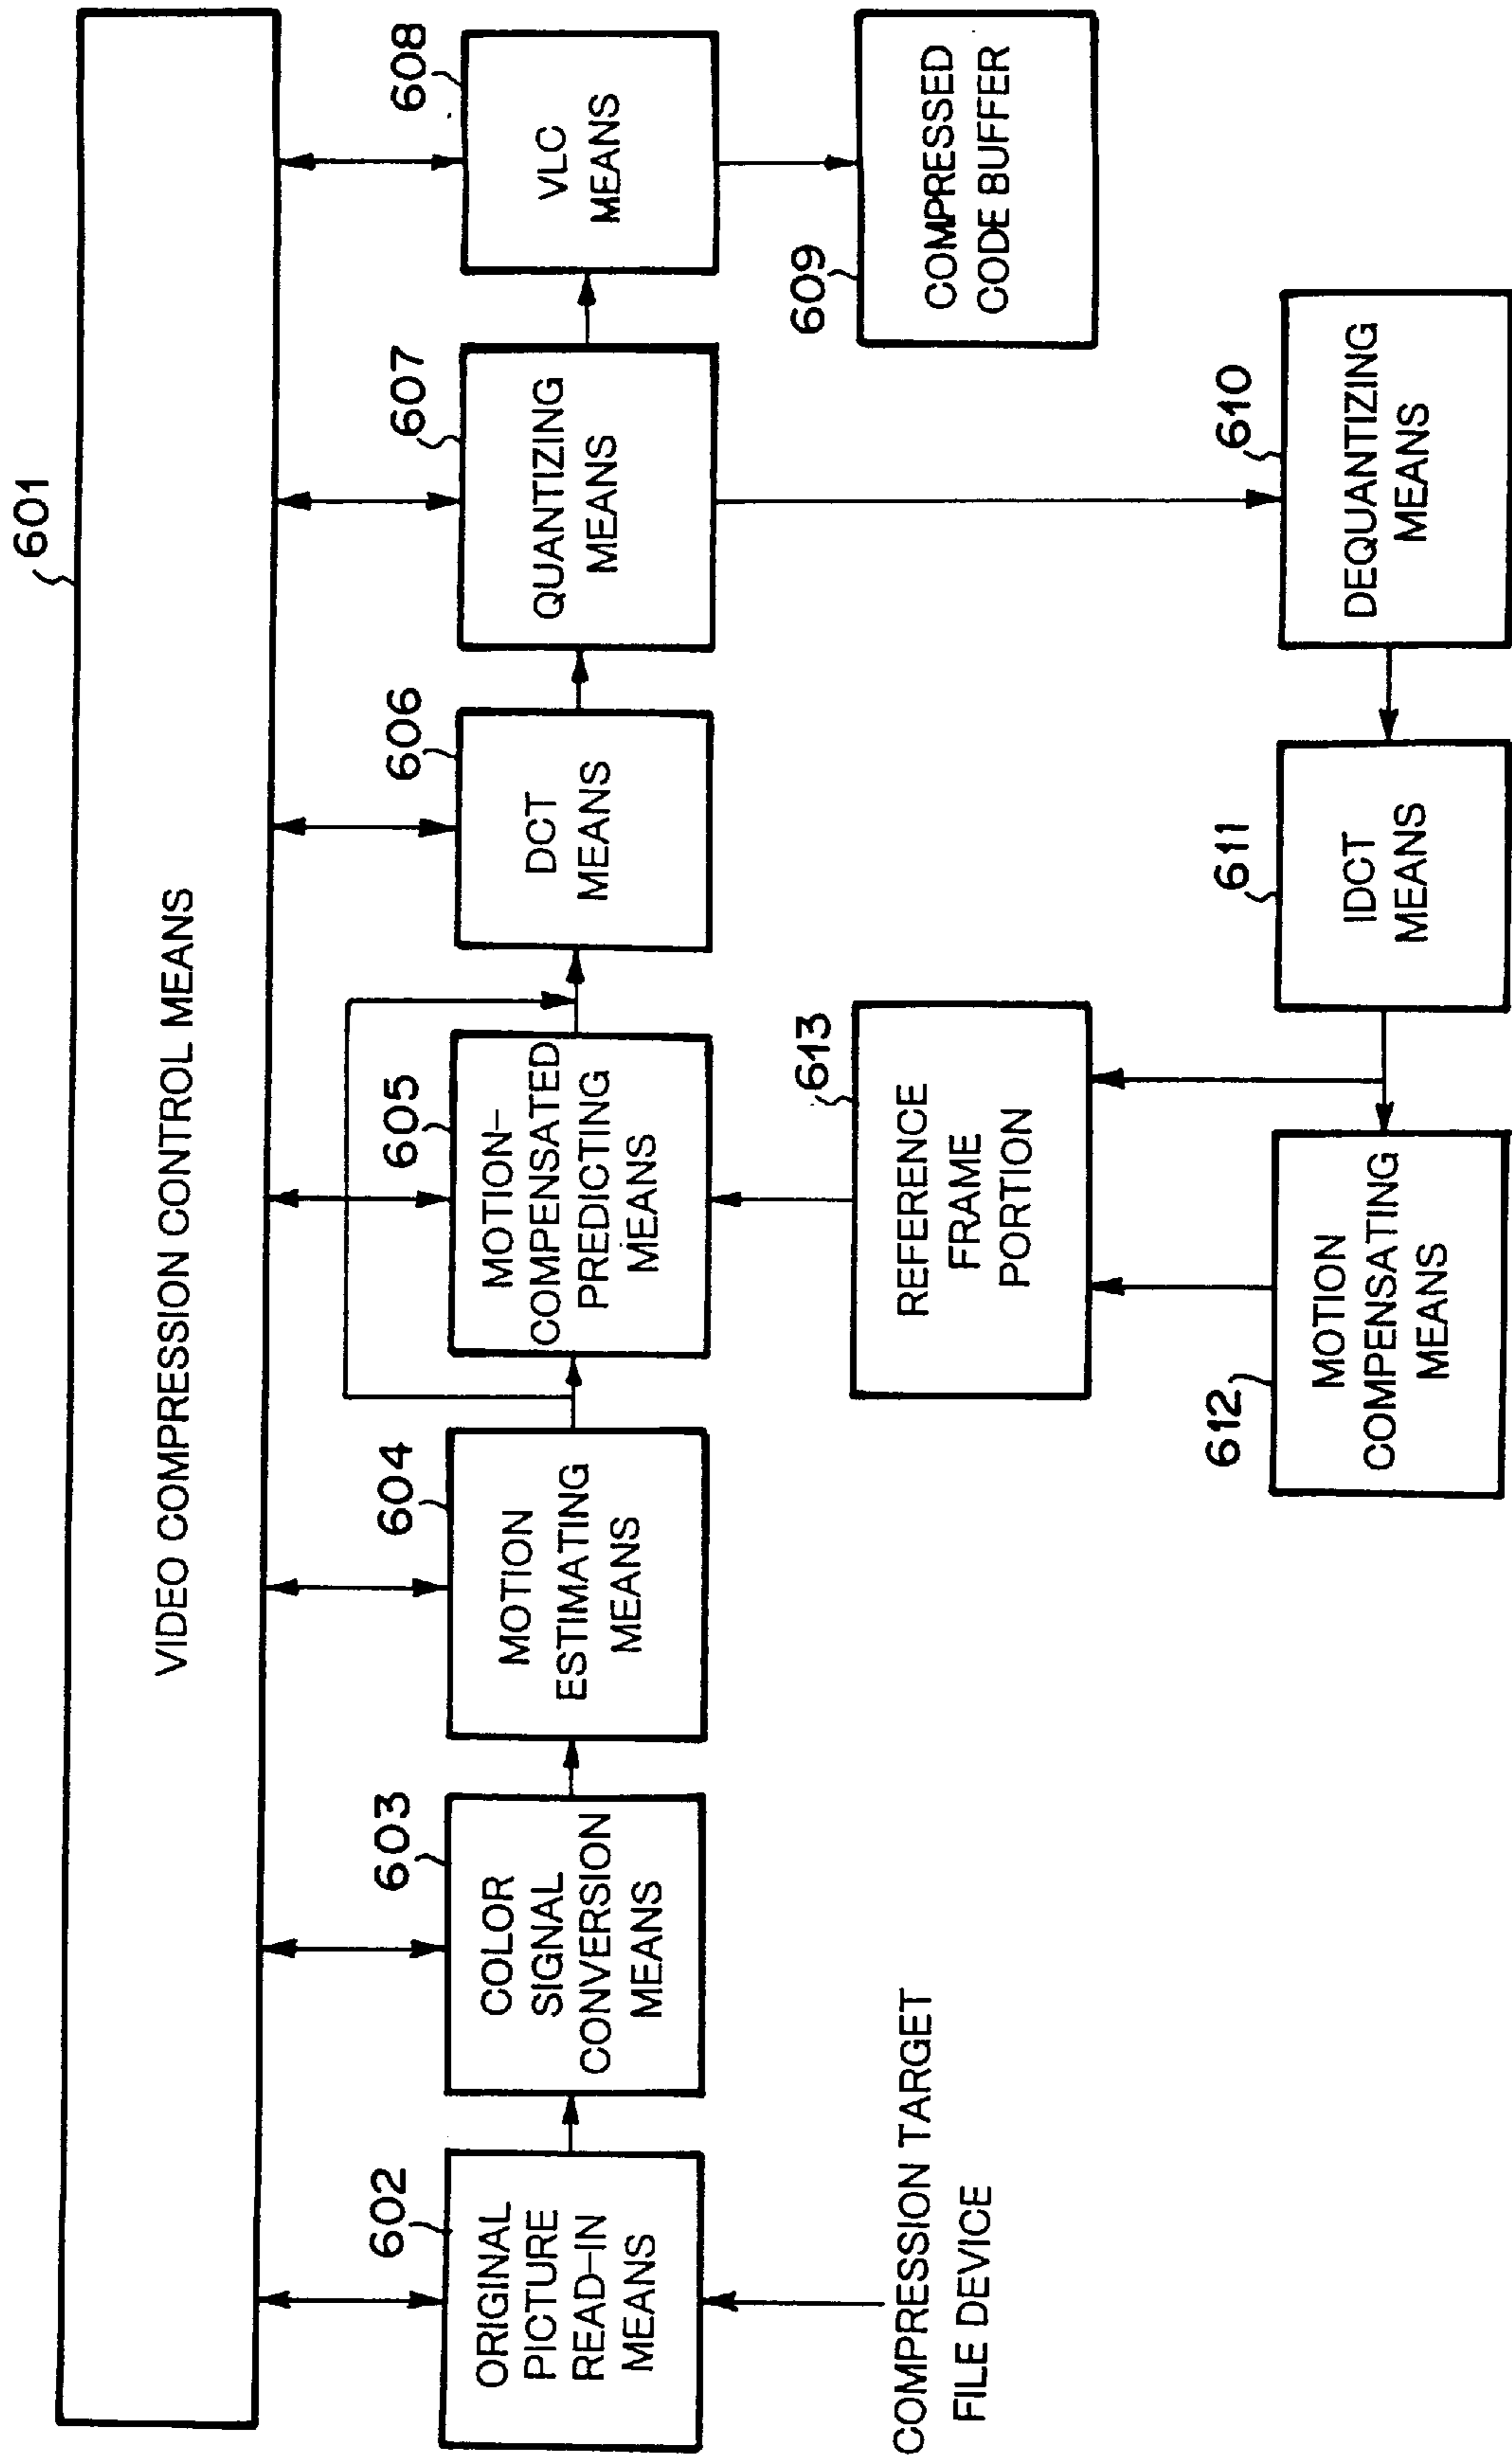 601
VIDEO COMPRESSION CONTROL MEANS
602
ORIGINAL
PICTURE
READ-IN
MEANS
603
COLOR
SIGNAL
CONVERSION
MEANS
604
MOTION
ESTIMATING
MEANS
605
MOTION-
COMPENSATED
PREDICTING
MEANS
606
DCT
MEANS
607
QUANTIZING
MEANS
608
VLC
MEANS
COMPRESSION TARGET
FILE DEVICE
613
REFERENCE
FRAME
PORTION
609
COMPRESSED
CODE BUFFER
612
MOTION
COMPENSATING
MEANS
611
IDCT
MEANS
610
DEQUANTIZING
MEANS